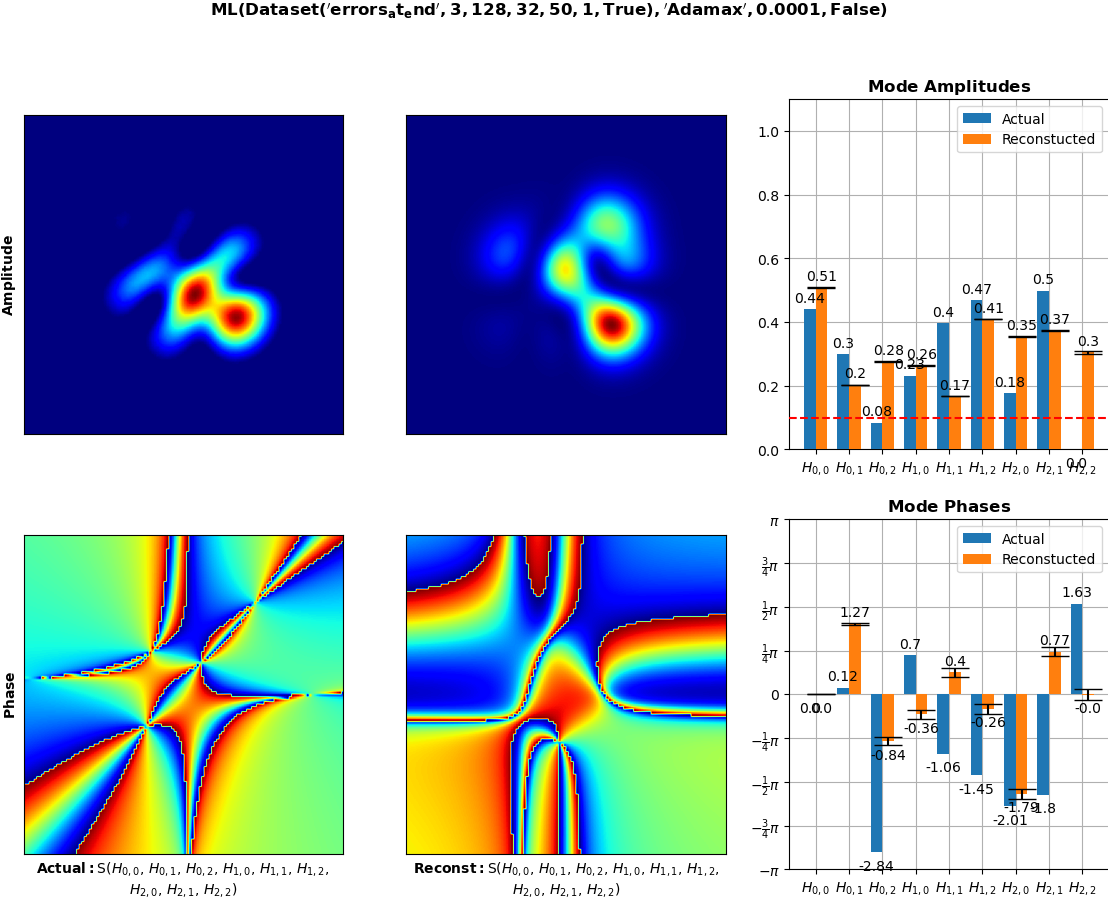 ML(Dataset('errors_at_end', 3, 128, 32, 50, 1, True), 'Adamax', 0.0001, False)
Amplitude
Mode Amplitudes
Actual
Reconstucted
1.0
0.8
0.6
0.4
0.2
0.0
0.44
0.51
0.3
0.2
0.08
0.28
0.23
0.26
0.4
0.17
0.47
0.41
0.18
0.35
0.5
0.37
0.0
0.3
H0,0 H0,1 H0,2 H1,0 H1,1 H1,2 H2,0 H2,1 H2,2
Phase
Mode Phases
Actual
Reconstucted
π
3/4π
1/2π
1/4π
0
−1/4π
−1/2π
−3/4π
−π
0.0
0.0
0.12
1.27
-2.84
-0.84
0.7
-0.36
-1.06
0.4
-1.45
-0.26
-2.01
-1.79
-1.8
0.77
1.63
-0.0
H0,0 H0,1 H0,2 H1,0 H1,1 H1,2 H2,0 H2,1 H2,2
Actual: S(H0,0, H0,1, H0,2, H1,0, H1,1, H1,2,
H2,0, H2,1, H2,2)
Reconst: S(H0,0, H0,1, H0,2, H1,0, H1,1, H1,2,
H2,0, H2,1, H2,2)